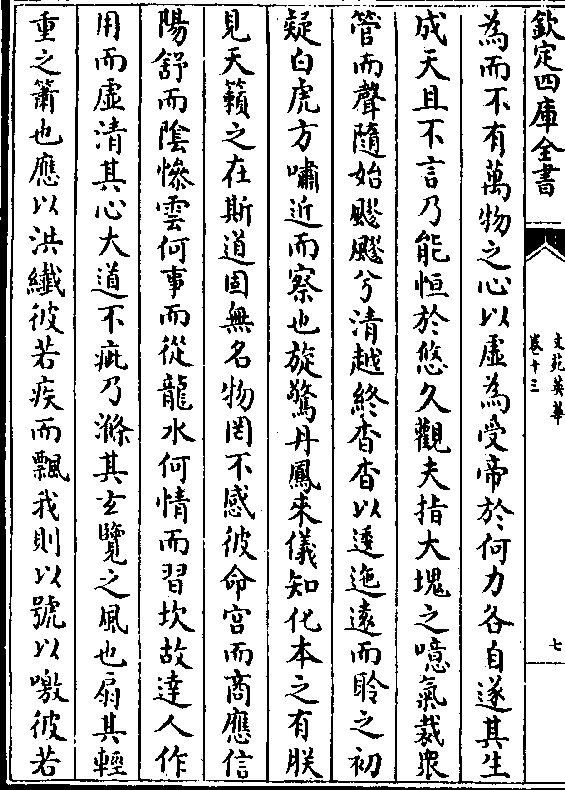 欽定四庫全書
文苑英華
卷十三
七
為而不有萬物之心以虛為受帝於何力各自遂其生
成天且不言乃能恒於悠久觀夫指大塊之噫氣裁衆
管而聲隨始颼颼兮清越終杳杳以逶迤遠而聆之初
疑白虎方嘯近而察也旋驚丹鳳來儀知化本之有朕
見天籟之在斯道固無名物罔不感彼命宮而商應信
陽舒而陰慘雲何事而從龍水何情而習坎故達人作
用而虛清其心大道不疵乃滌其𤣥覽之風也扇其輕
重之簫也應以洪纎彼若疾而飄我則以號以噭彼若